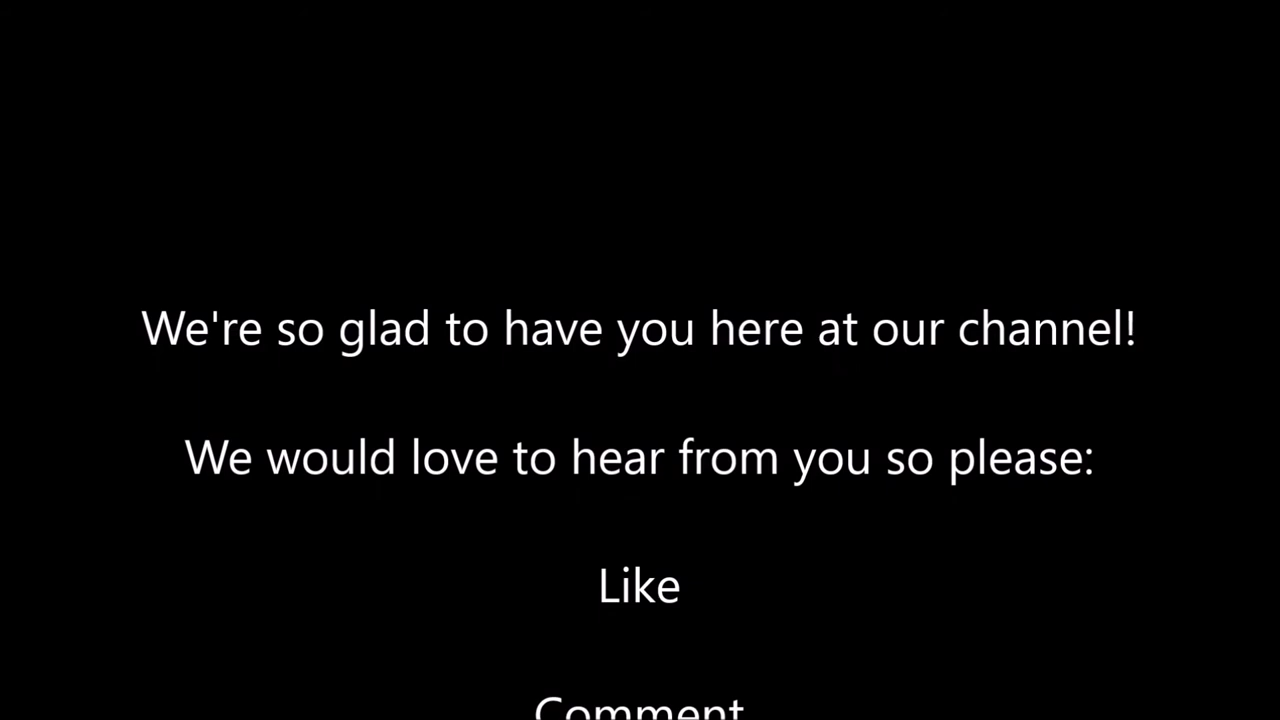 We're so glad to have you here at our channel!
We would love to hear from you so please:
Like
Comment